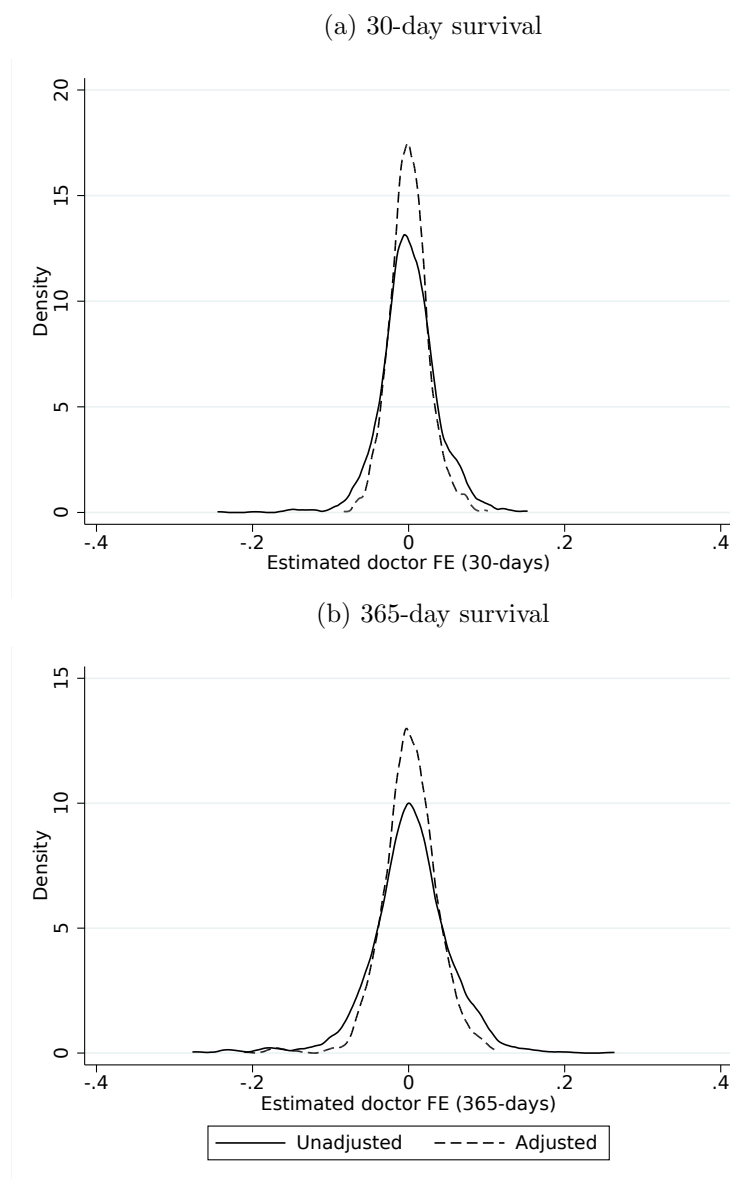 (a) 30-day survival
20
15
10
5
0
Density
-.4 -.2 0 .2 .4
Estimated doctor FE (30-days)
(b) 365-day survival
15
10
5
0
Density
-.4 -.2 0 .2 .4
Estimated doctor FE (365-days)
Unadjusted Adjusted